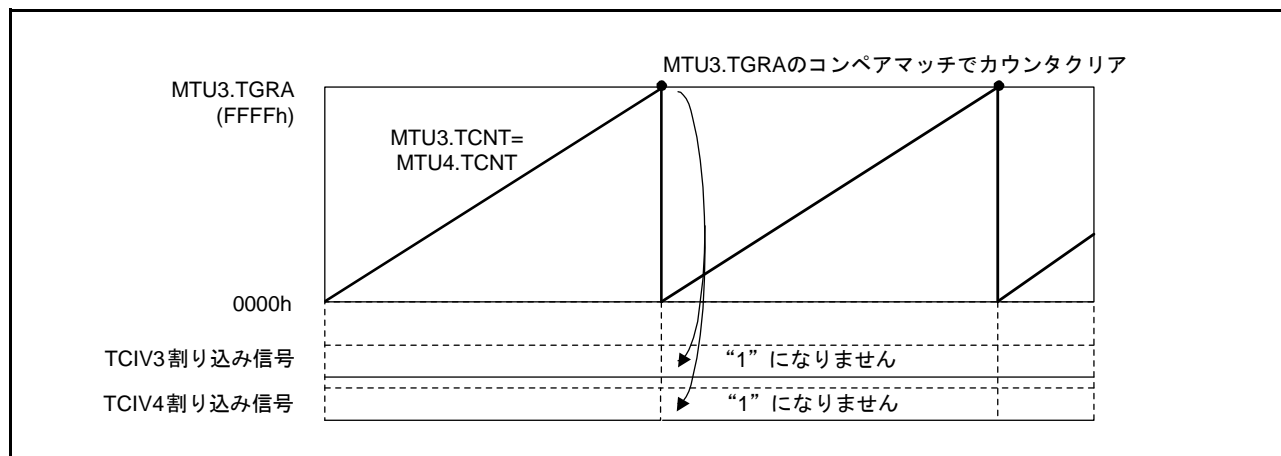 MTU3.TGRAのコンペアマッチでカウンタクリア
MTU3.TGRA
(FFFFh)
MTU3.TCNT=
MTU4.TCNT
0000h
TCIV3割り込み信号
“1”になりません
TCIV4割り込み信号
“1”になりません